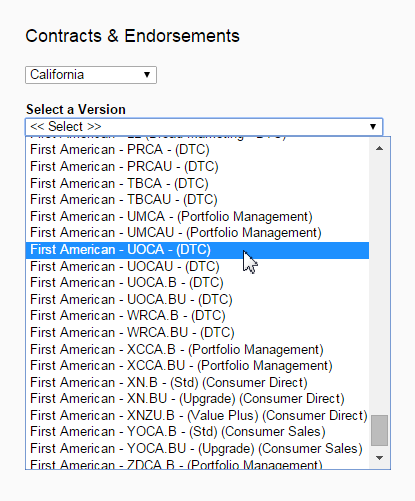 Contracts & Endorsements
California
Select a Version
<< Select >>
First American - (DTC)
First American - PRCA - (DTC)
First American - PRCAU - (DTC)
First American - TBCA - (DTC)
First American - TBCAU - (DTC)
First American - UMCA - (Portfolio Management)
First American - UMCAU - (Portfolio Management)
First American - UOCA - (DTC)
First American - UOCAU - (DTC)
First American - UOCA.B - (DTC)
First American - UOCA.BU - (DTC)
First American - WRCA.B - (DTC)
First American - WRCA.BU - (DTC)
First American - XCCA.B - (Portfolio Management)
First American - XCCA.BU - (Portfolio Management)
First American - XN.B - (Std) (Consumer Direct)
First American - XN.BU - (Upgrade) (Consumer Direct)
First American - XNZU.B - (Value Plus) (Consumer Direct)
First American - YOCA.B - (Std) (Consumer Sales)
First American - YOCA.BU - (Upgrade) (Consumer Sales)
First American - ZDCA.B - (Portfolio Management)